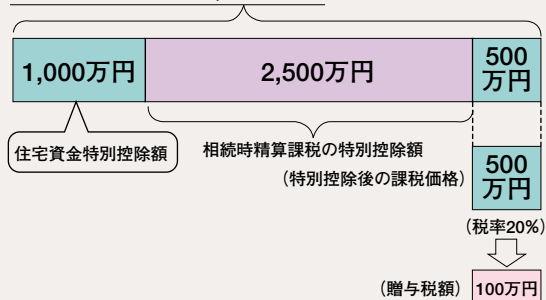 1,000万円
2,500万円
500
万円
住宅資金特別控除額
相続時精算課税の特別控除額
(特別控除後の課税価格)
500
万円
(税率20%)
(贈与税額)
100万円